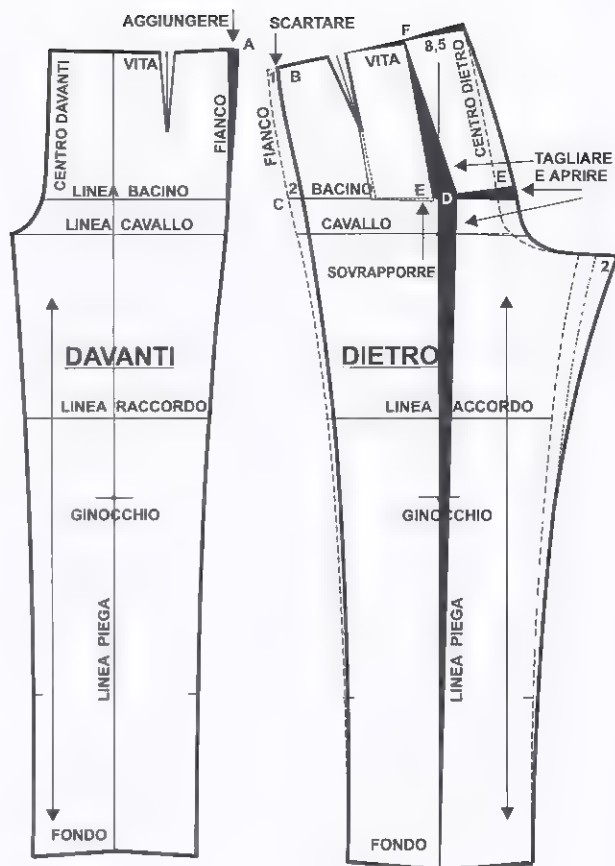 AGGIUNGERE
A
VITA
CENTRO DAVANTI
FIANCO
LINEA BACINO
LINEA CAVALLO
DAVANTI
LINEA RACCORDO
GINOCCHIO
LINEA PIEGA
FONDO
SCARTARE
1
B
VITA
F
8,5
FIANCO
CENTRO DIETRO
TAGLIARE
E APRIRE
2
C
BACINO
E
D
E
CAVALLO
SOVRAPPORRE
2
DIETRO
LINEA ACCORDO
GINOCCHIO
LINEA PIEGA
FONDO